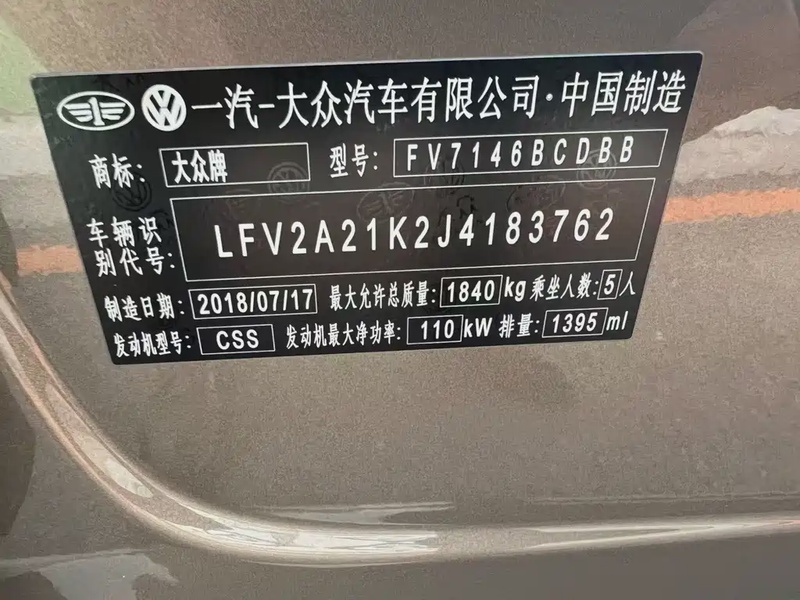 一汽-大众汽车有限公司·中国制造
商标: 大众牌 型号: FV7146BCDBB
车辆识别代号: LFV2A21K2J4183762
制造日期: 2018/07/17 最大允许总质量: 1840 kg 乘坐人数: 5 人
发动机型号: CSS 发动机最大净功率: 110 kW 排量: 1395 ml